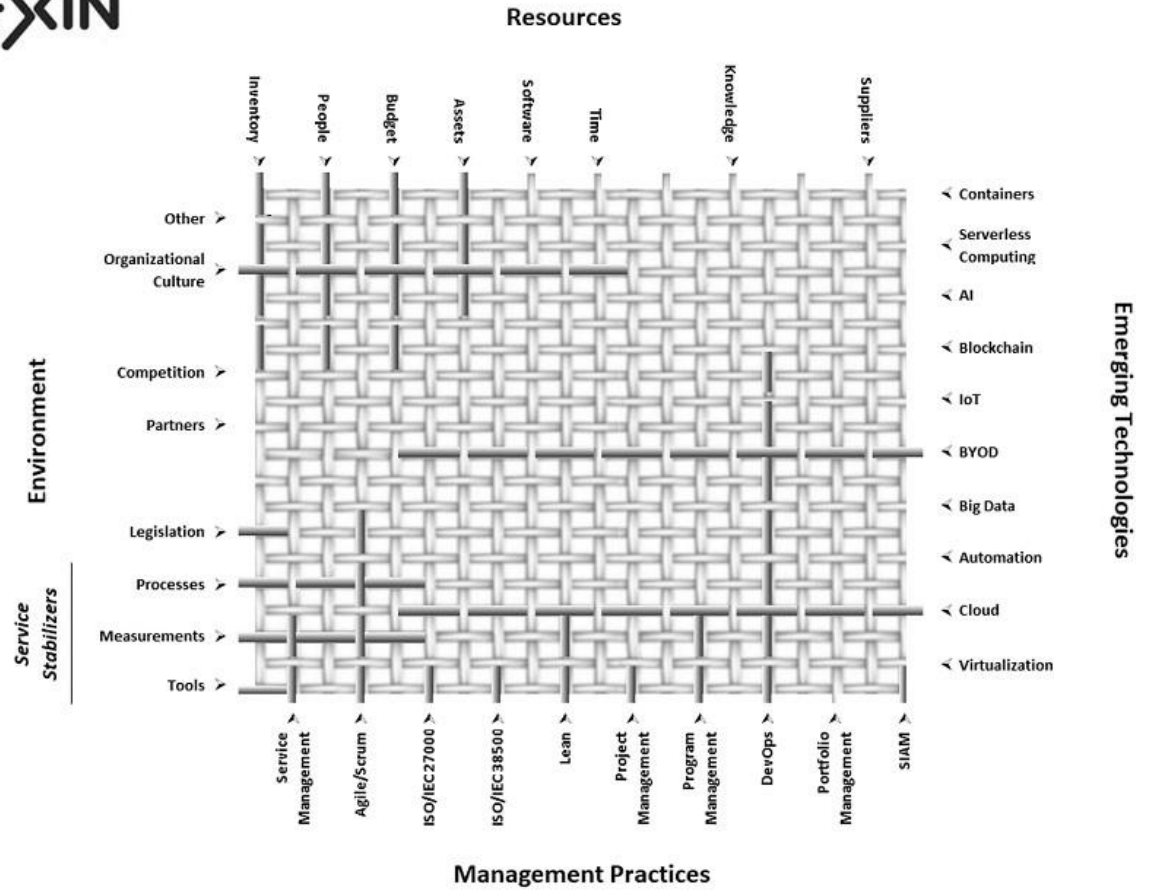 XIN
Resources
Inventory
People
Budget
Assets
Software
Time
Knowledge
Suppliers
Other
Organizational
Culture
Competition
Partners
Legislation
Processes
Measurements
Tools
Environment
Service
Stabilizers
Containers
Serverless
Computing
AI
Blockchain
IoT
BYOD
Big Data
Automation
Cloud
Virtualization
Emerging Technologies
Service
Management
Agile/Scrum
ISO/IEC27000
ISO/IEC38500
Lean
Project
Management
Program
Management
DevOps
Portfolio
Management
SIAM
Management Practices